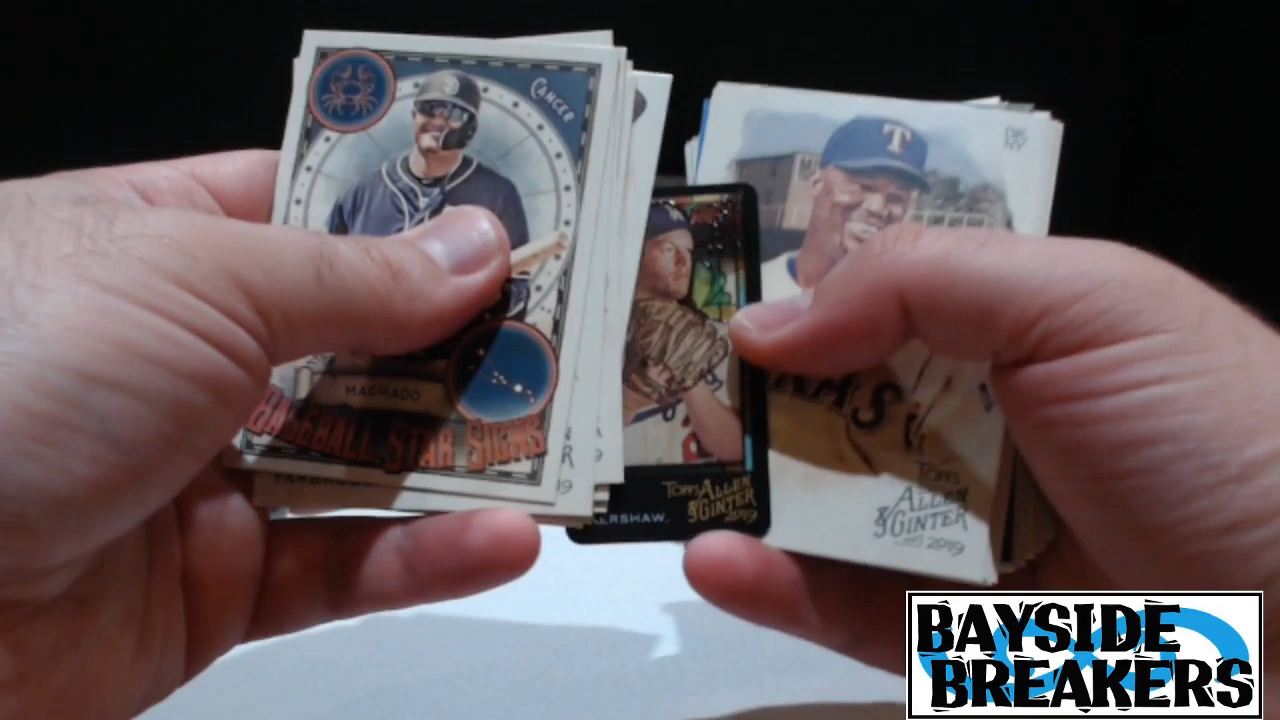 CANCER
MACHADO
BASEBALL STAR SIGNS
KERSHAW.
TOPPS ALLEN
& GINTER
2019
T
TOPPS
ALLEN
& GINTER
2019
BAYSIDE
BREAKERS